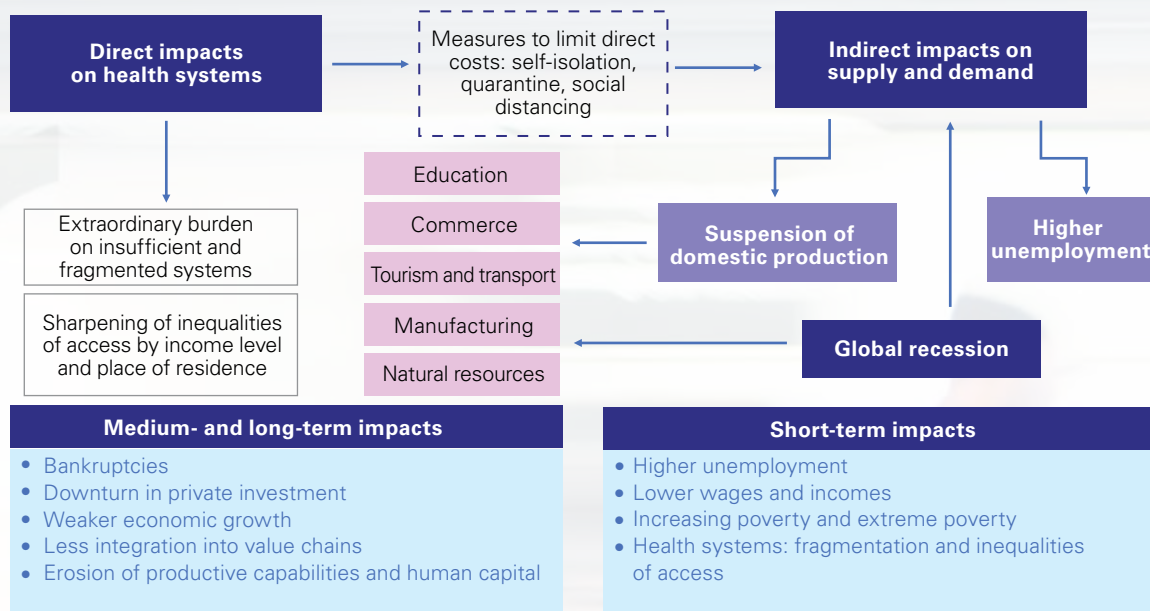 Direct impacts
on health systems
Measures to limit direct
costs: self-isolation,
quarantine, social
distancing
Indirect impacts on
supply and demand
Extraordinary burden
on insufficient and
fragmented systems
Sharpening of inequalities
of access by income level
and place of residence
Education
Commerce
Tourism and transport
Manufacturing
Natural resources
Suspension of
domestic production
Higher
unemployment
Global recession
Medium- and long-term impacts
• Bankruptcies
• Downturn in private investment
• Weaker economic growth
• Less integration into value chains
• Erosion of productive capabilities and human capital
Short-term impacts
• Higher unemployment
• Lower wages and incomes
• Increasing poverty and extreme poverty
• Health systems: fragmentation and inequalities
of access